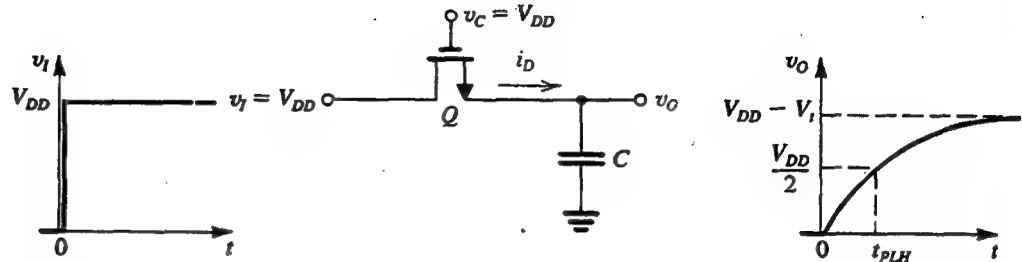 v_I
V_DD
0
t
v_C = V_DD
v_I = V_DD
Q
i_D
v_O
C
v_O
V_DD − V_t
V_DD/2
0
t_PLH
t